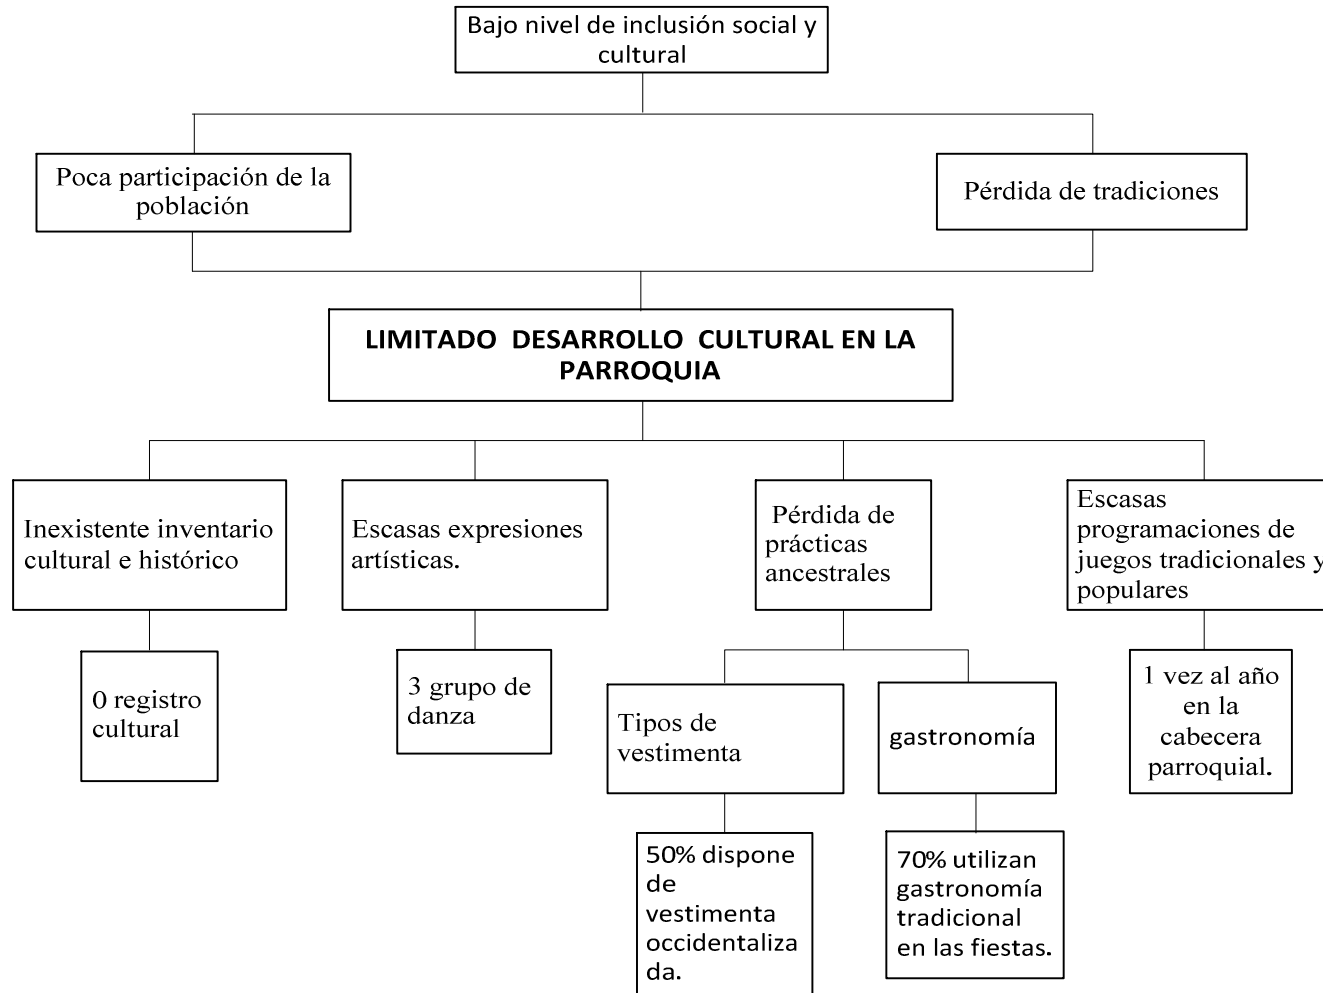 Bajo nivel de inclusión social y
cultural
Poca participación de la
población
Pérdida de tradiciones
LIMITADO DESARROLLO CULTURAL EN LA
PARROQUIA
Inexistente inventario
cultural e histórico
Escasas expresiones
artísticas.
Pérdida de
prácticas
ancestrales
Escasas
programaciones de
juegos tradicionales y
populares
0 registro
cultural
3 grupo de
danza
Tipos de
vestimenta
gastronomía
1 vez al año
en la
cabecera
parroquial.
50% dispone
de
vestimenta
occidentaliza
da.
70% utilizan
gastronomía
tradicional
en las fiestas.